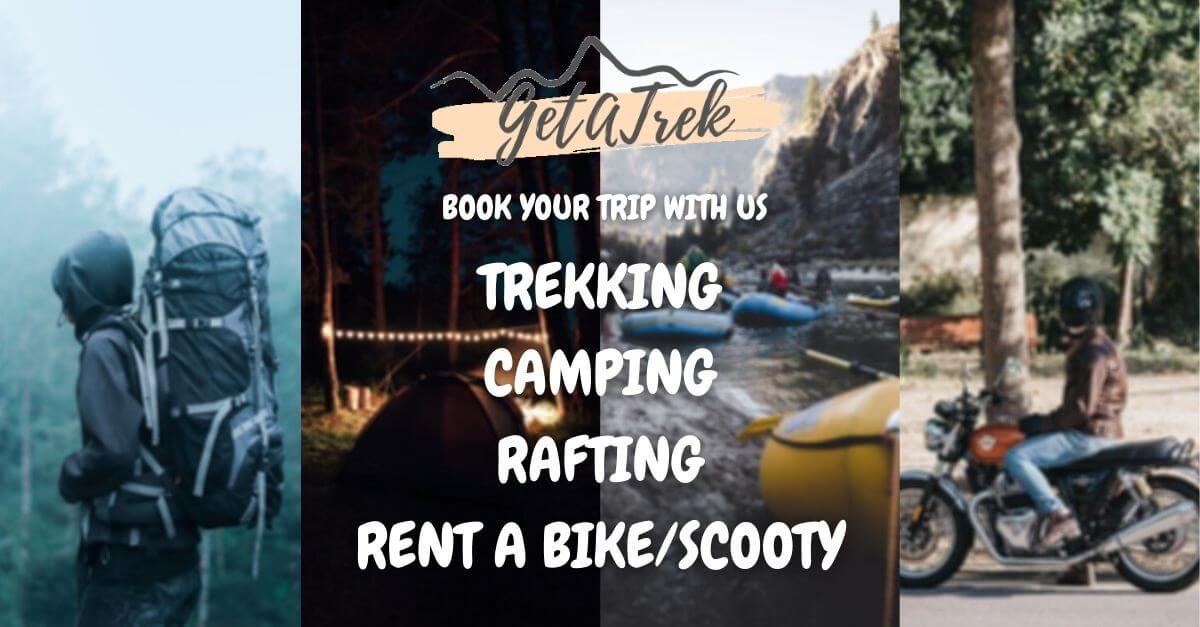 GetATrek
BOOK YOUR TRIP WITH US
TREKKING
CAMPING
RAFTING
RENT A BIKE/SCOOTY